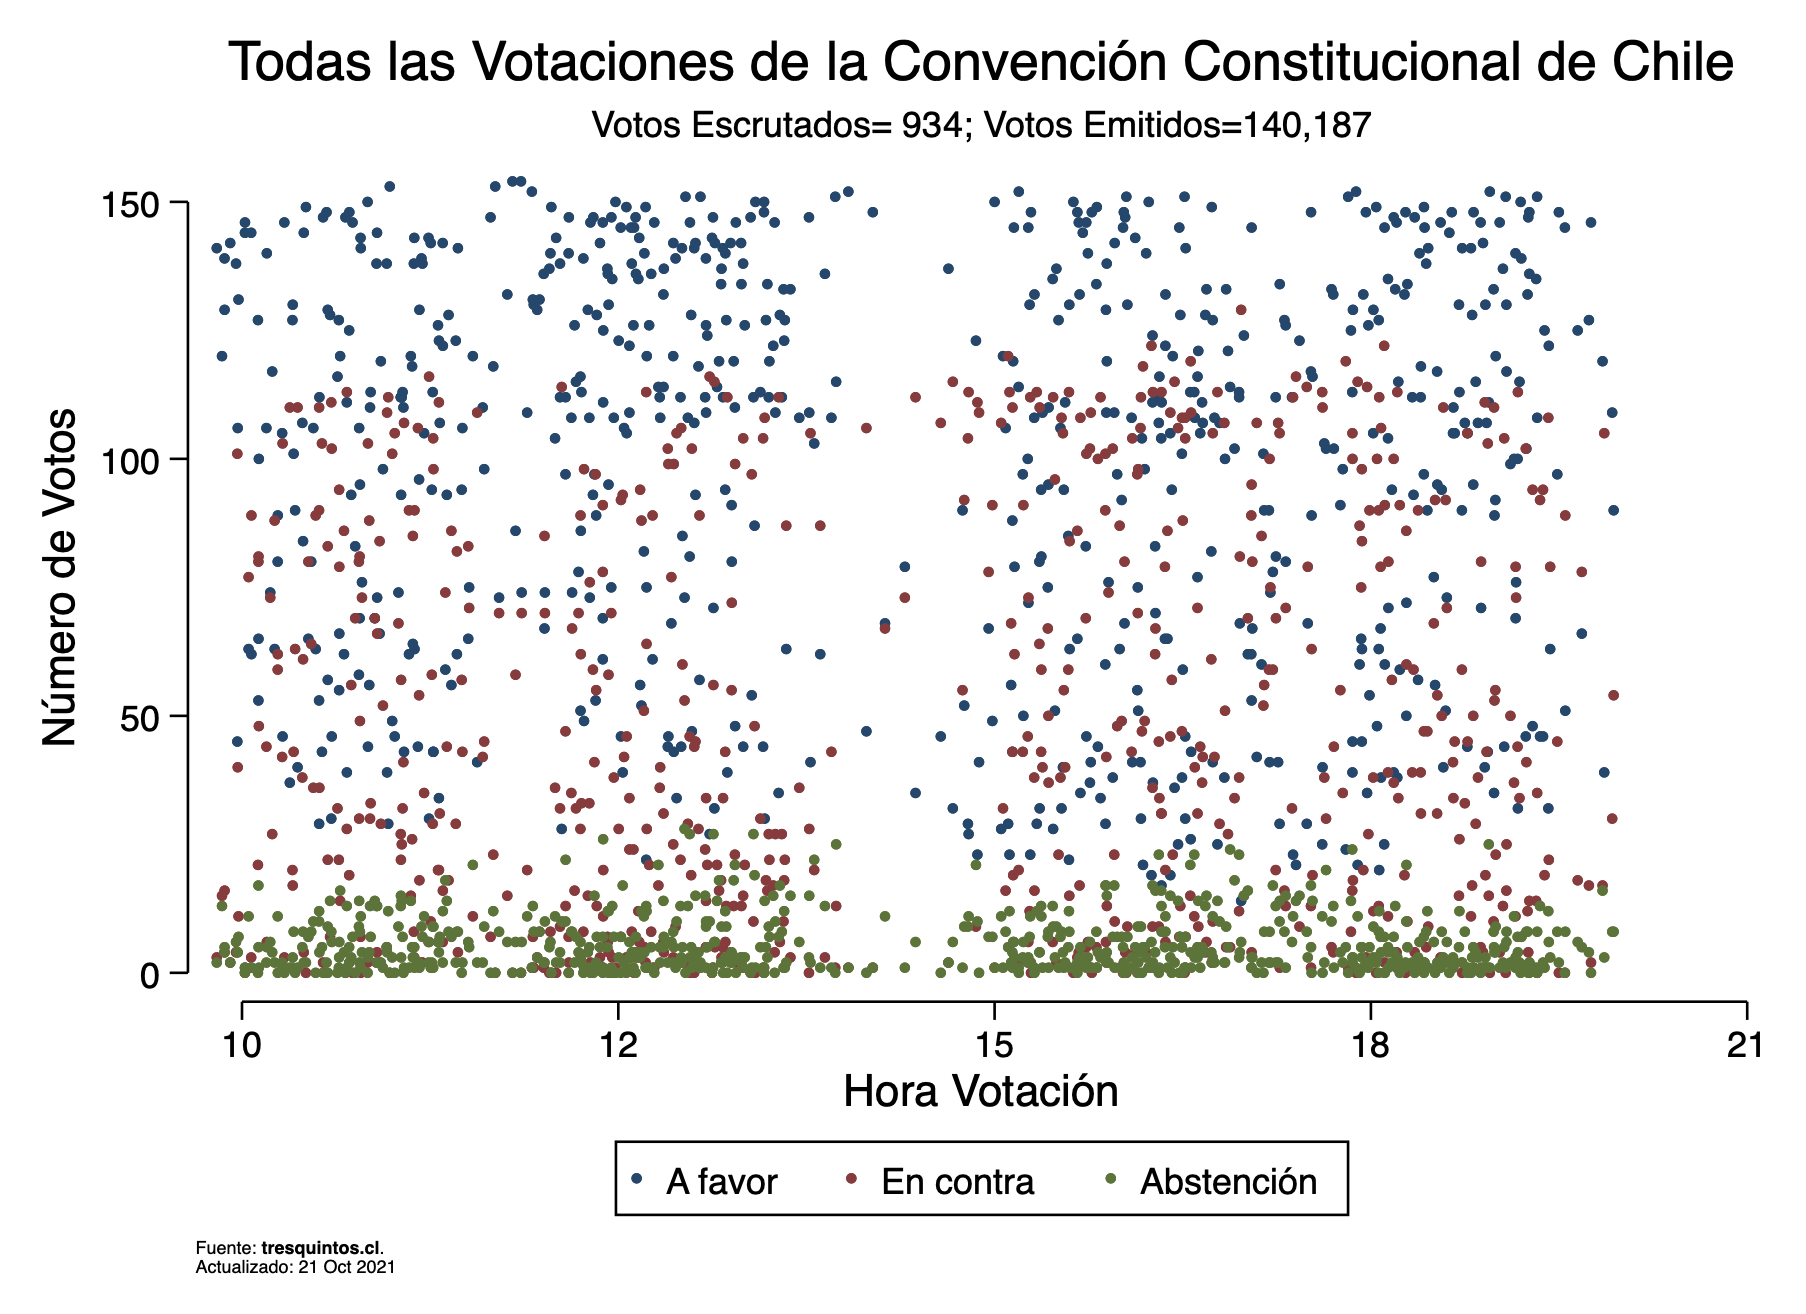 Todas las Votaciones de la Convención Constitucional de Chile
Votos Escrutados= 934; Votos Emitidos=140,187
Número de Votos
150
100
50
0
10 12 15 18 21
Hora Votación
A favor En contra Abstención
Fuente: tresquintos.cl.
Actualizado: 21 Oct 2021